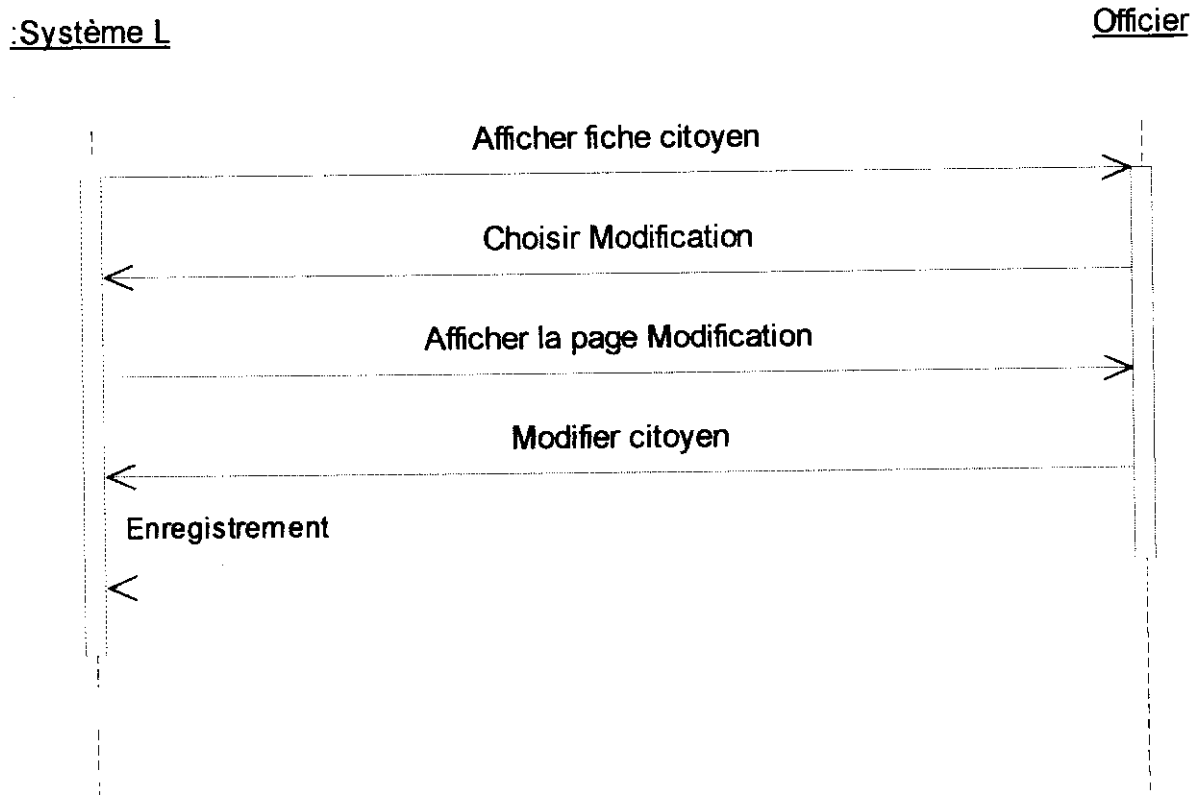 :Système L
Officier
Afficher fiche citoyen
Choisir Modification
Afficher la page Modification
Modifier citoyen
Enregistrement